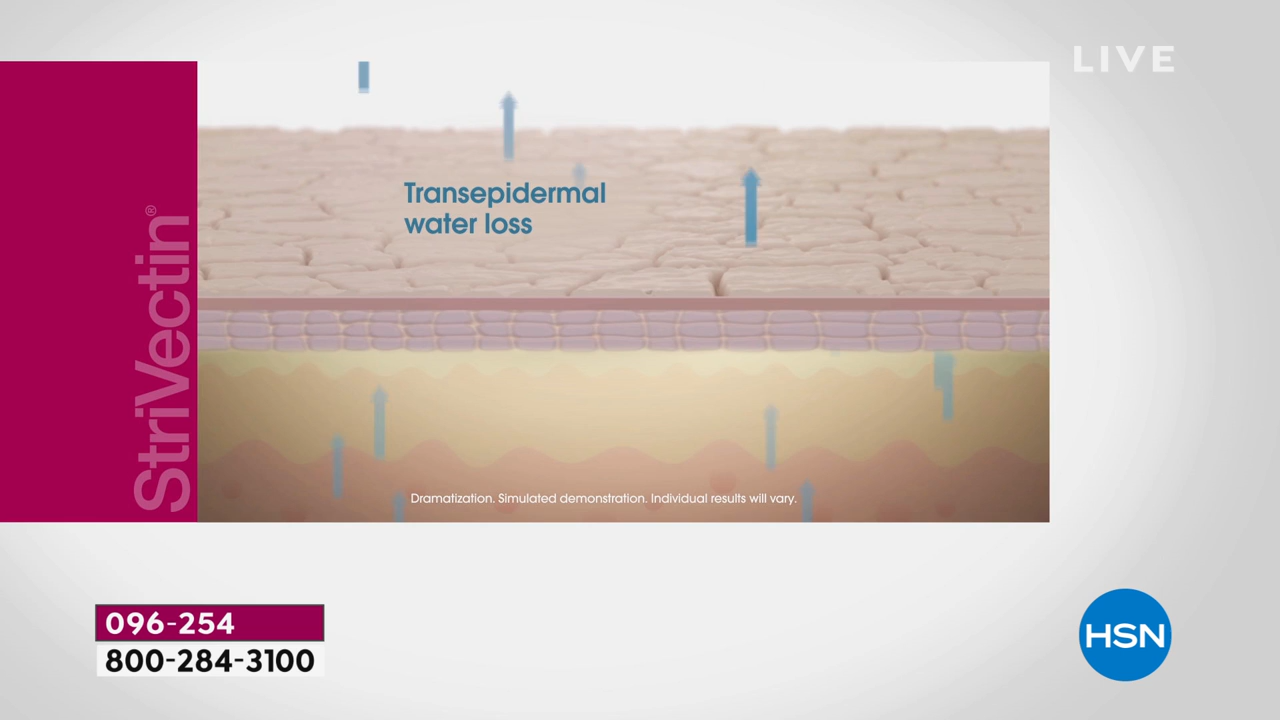 LIVE
StriVectin®
Transepidermal
water loss
Dramatization. Simulated demonstration. Individual results will vary.
096-254
800-284-3100
HSN